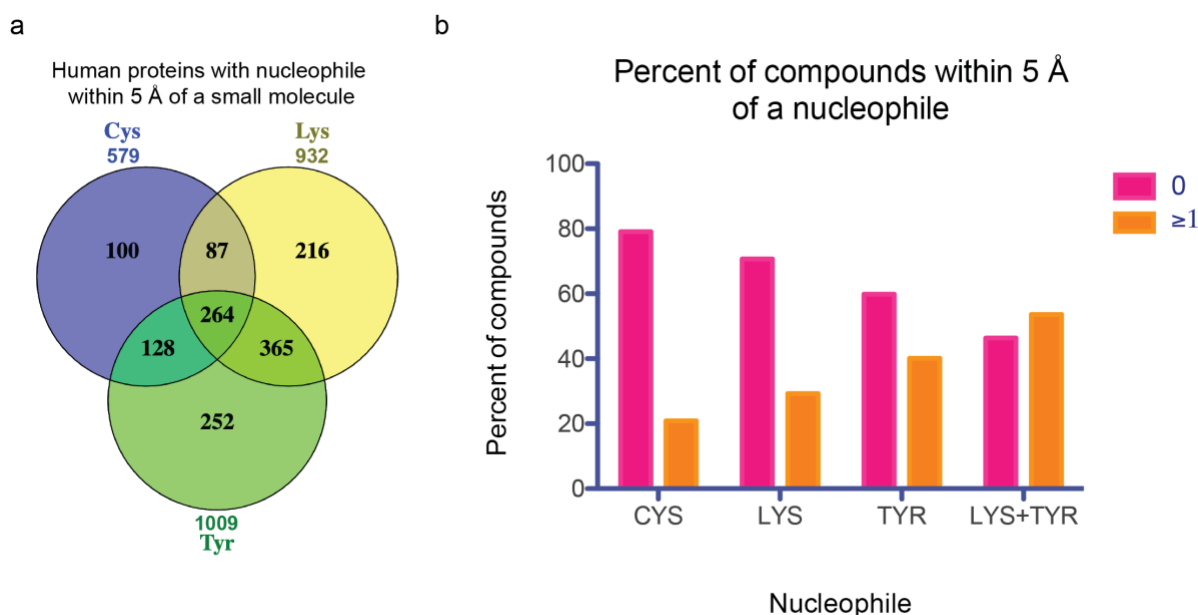 a
Human proteins with nucleophile
within 5 Å of a small molecule
Cys
579
Lys
932
100
87
216
264
128
365
252
1009
Tyr
b
Percent of compounds within 5 Å
of a nucleophile
Percent of compounds
100
80
60
40
20
0
CYS
LYS
TYR
LYS+TYR
Nucleophile
0
≥1